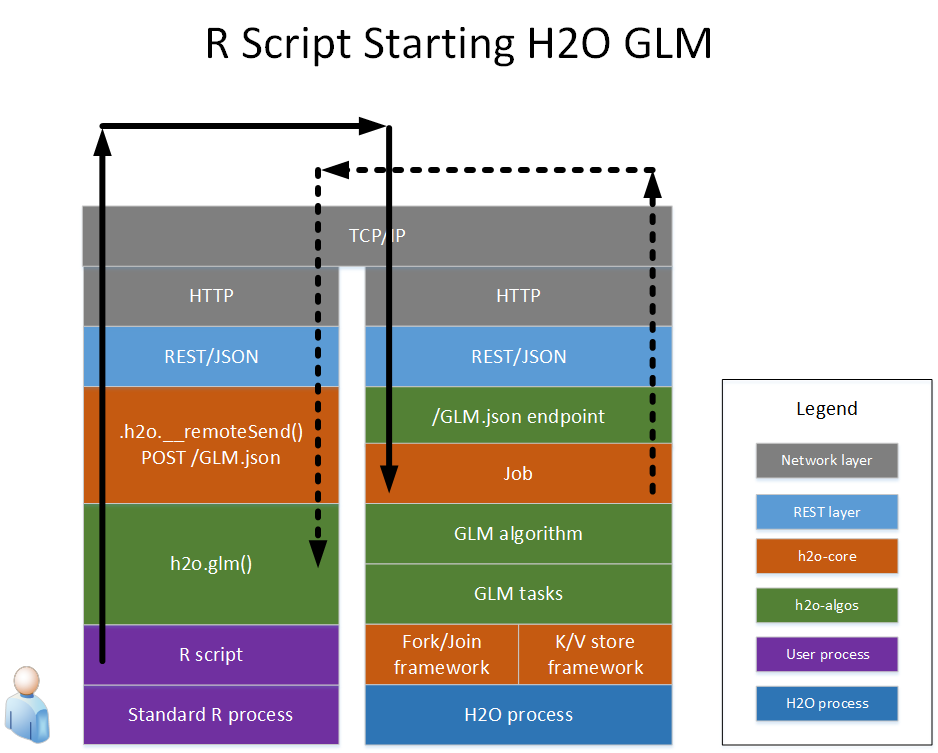 R Script Starting H2O GLM
TCP/IP
HTTP
HTTP
REST/JSON
REST/JSON
.h2o.__remoteSend()
POST /GLM.json
/GLM.json endpoint
Job
h2o.glm()
GLM algorithm
GLM tasks
R script
Fork/Join
framework
K/V store
framework
Standard R process
H2O process
Legend
Network layer
REST layer
h2o-core
h2o-algos
User process
H2O process